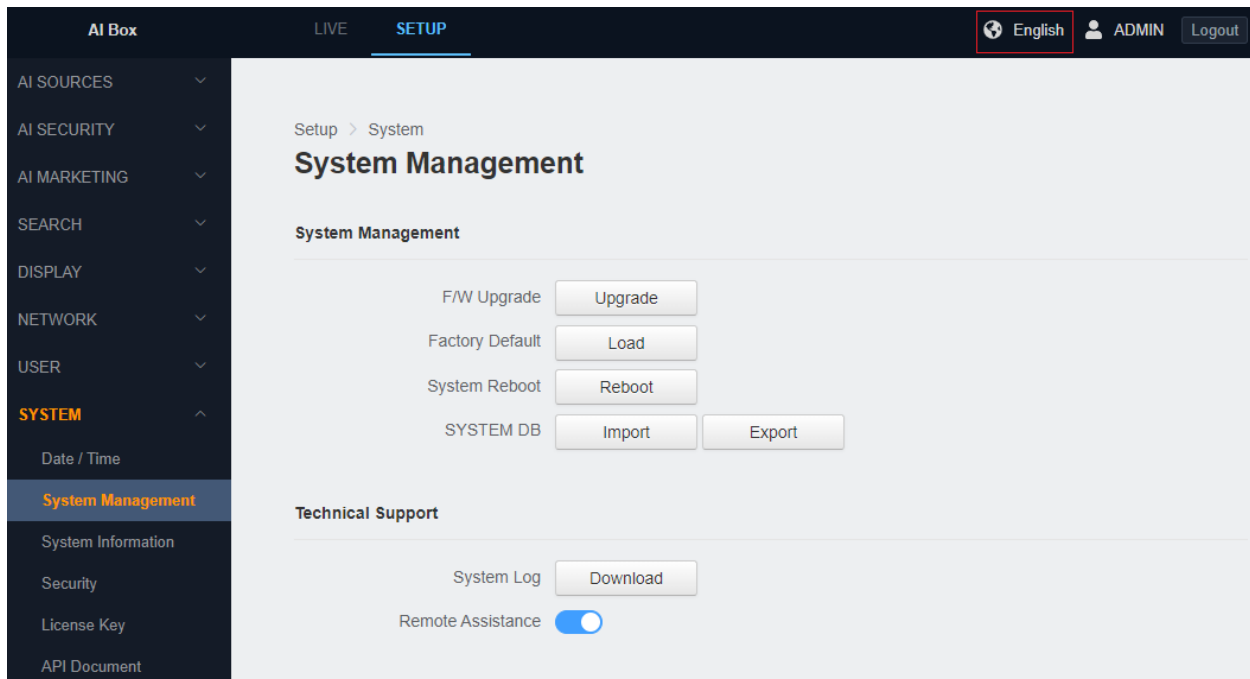 AI Box
LIVE
SETUP
English
ADMIN
Logout
AI SOURCES
AI SECURITY
AI MARKETING
SEARCH
DISPLAY
NETWORK
USER
SYSTEM
Date / Time
System Management
System Information
Security
License Key
API Document
Setup > System
System Management
System Management
F/W Upgrade Upgrade
Factory Default Load
System Reboot Reboot
SYSTEM DB Import Export
Technical Support
System Log Download
Remote Assistance